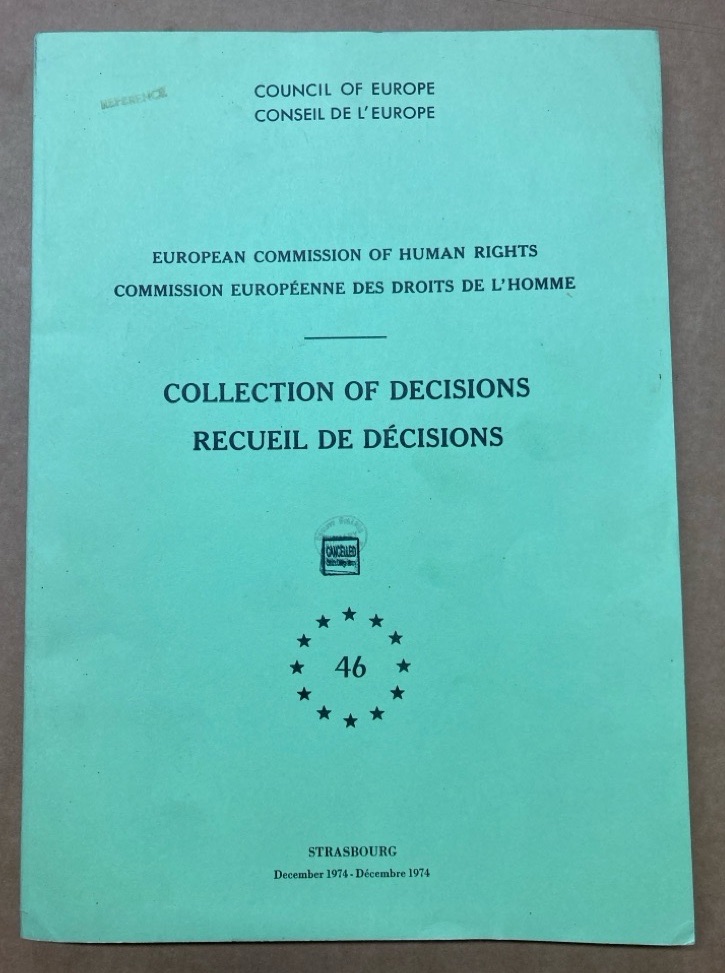 REFERENCE
COUNCIL OF EUROPE
CONSEIL DE L'EUROPE
EUROPEAN COMMISSION OF HUMAN RIGHTS
COMMISSION EUROPÉENNE DES DROITS DE L'HOMME
COLLECTION OF DECISIONS
RECUEIL DE DÉCISIONS
CANCELLED
46
STRASBOURG
December 1974 - Décembre 1974